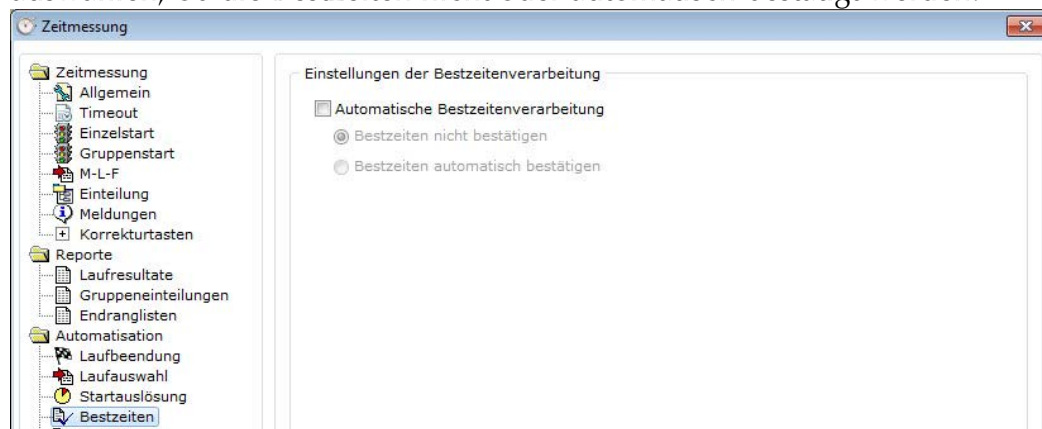 Zeitmessung
Zeitmessung
Allgemein
Timeout
Einzelstart
Gruppenstart
M-L-F
Einteilung
Meldungen
Korrekturtasten
Reporte
Laufresultate
Gruppeneinteilungen
Endranglisten
Automatisation
Laufbeendung
Laufauswahl
Startauslösung
Bestzeiten
Einstellungen der Bestzeitenverarbeitung
Automatische Bestzeitenverarbeitung
Bestzeiten nicht bestätigen
Bestzeiten automatisch bestätigen